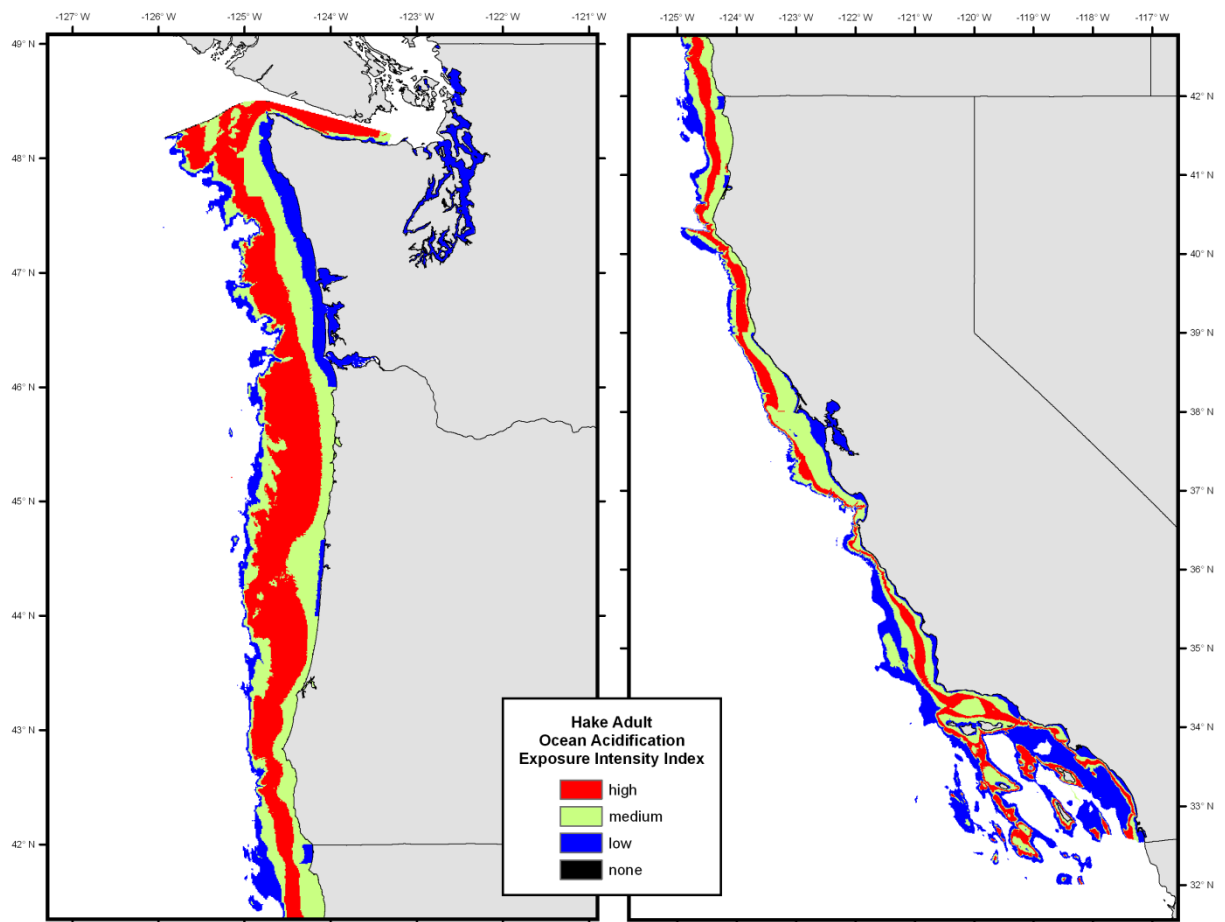 -127° W -126° W -125° W -124° W -123° W -122° W -121° W
-125° W -124° W -123° W -122° W -121° W -120° W -119° W -118° W -117° W
49° N
48° N
47° N
46° N
45° N
44° N
43° N
42° N
42° N
41° N
40° N
39° N
38° N
37° N
36° N
35° N
34° N
33° N
32° N
Hake Adult
Ocean Acidification
Exposure Intensity Index
high
medium
low
none